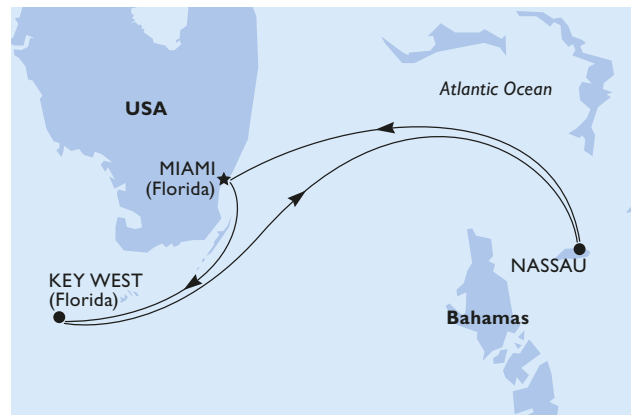 Atlantic Ocean
USA
MIAMI
(Florida)
NASSAU
KEY WEST
(Florida)
Bahamas